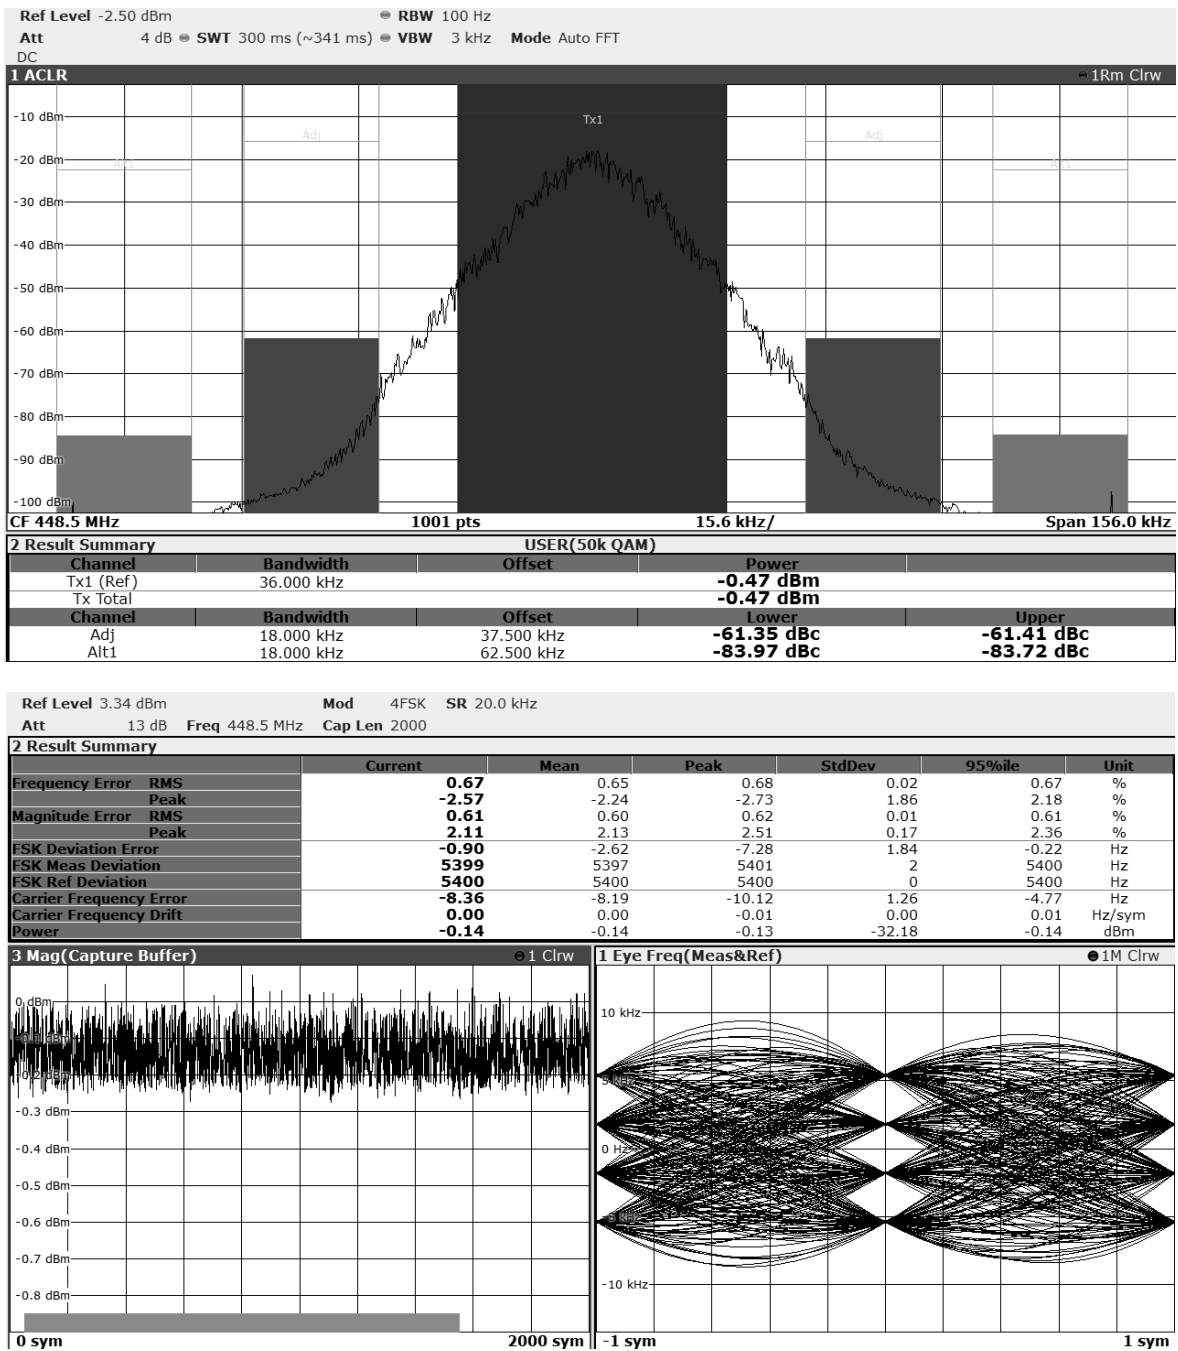 Ref Level -2.50 dBm RBW 100 Hz
Att 4 dB SWT 300 ms (~341 ms) VBW 3 kHz Mode Auto FFT
DC
1 ACLR 1Rm Clrw
-10 dBm
Tx1
Adj Adj
-20 dBm
Alt1 Alt1
-30 dBm
-40 dBm
-50 dBm
-60 dBm
-70 dBm
-80 dBm
-90 dBm
-100 dBm
CF 448.5 MHz 1001 pts 15.6 kHz/ Span 156.0 kHz
2 Result Summary USER(50k QAM)
Channel Bandwidth Offset Power
Tx1 (Ref) 36.000 kHz -0.47 dBm
Tx Total -0.47 dBm
Channel Bandwidth Offset Lower Upper
Adj 18.000 kHz 37.500 kHz -61.35 dBc -61.41 dBc
Alt1 18.000 kHz 62.500 kHz -83.97 dBc -83.72 dBc
Ref Level 3.34 dBm Mod 4FSK SR 20.0 kHz
Att 13 dB Freq 448.5 MHz Cap Len 2000
2 Result Summary
Current Mean Peak StdDev 95%ile Unit
Frequency Error RMS 0.67 0.65 0.68 0.02 0.67 %
Peak -2.57 -2.24 -2.73 1.86 2.18 %
Magnitude Error RMS 0.61 0.60 0.62 0.01 0.61 %
Peak 2.11 2.13 2.51 0.17 2.36 %
FSK Deviation Error -0.90 -2.62 -7.28 1.84 -0.22 Hz
FSK Meas Deviation 5399 5397 5401 2 5400 Hz
FSK Ref Deviation 5400 5400 5400 0 5400 Hz
Carrier Frequency Error -8.36 -8.19 -10.12 1.26 -4.77 Hz
Carrier Frequency Drift 0.00 0.00 -0.01 0.00 0.01 Hz/sym
Power -0.14 -0.14 -0.13 -32.18 -0.14 dBm
3 Mag(Capture Buffer) 1 Clrw
0 dBm
-0.1 dBm
-0.2 dBm
-0.3 dBm
-0.4 dBm
-0.5 dBm
-0.6 dBm
-0.7 dBm
-0.8 dBm
0 sym 2000 sym
1 Eye Freq(Meas&Ref) 1M Clrw
10 kHz
5 kHz
0 Hz
-5 kHz
-10 kHz
-1 sym 1 sym